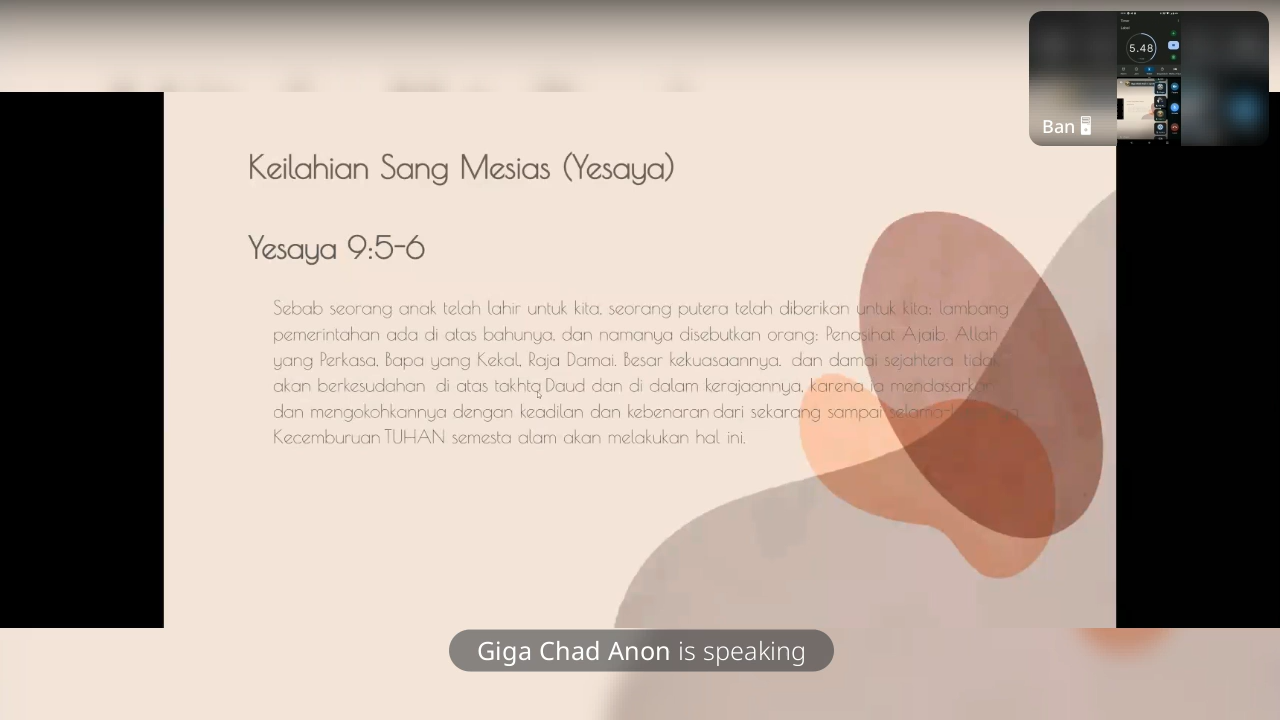 Keilahian Sang Mesias (Yesaya)
Yesaya 9:5-6
Sebab seorang anak telah lahir untuk kita, seorang putera telah diberikan untuk kita; lambang
pemerintahan ada di atas bahunya, dan namanya disebutkan orang: Penasihat Ajaib, Allah
yang Perkasa, Bapa yang Kekal, Raja Damai. Besar kekuasaannya, dan damai sejahtera tidak
akan berkesudahan di atas takhta Daud dan di dalam kerajaannya, karena ia mendasarkan
dan mengokohkannya dengan keadilan dan kebenaran dari sekarang sampai
Kecemburuan TUHAN semesta alam akan melakukan hal ini.
5.48
Ban
Giga Chad Anon is speaking